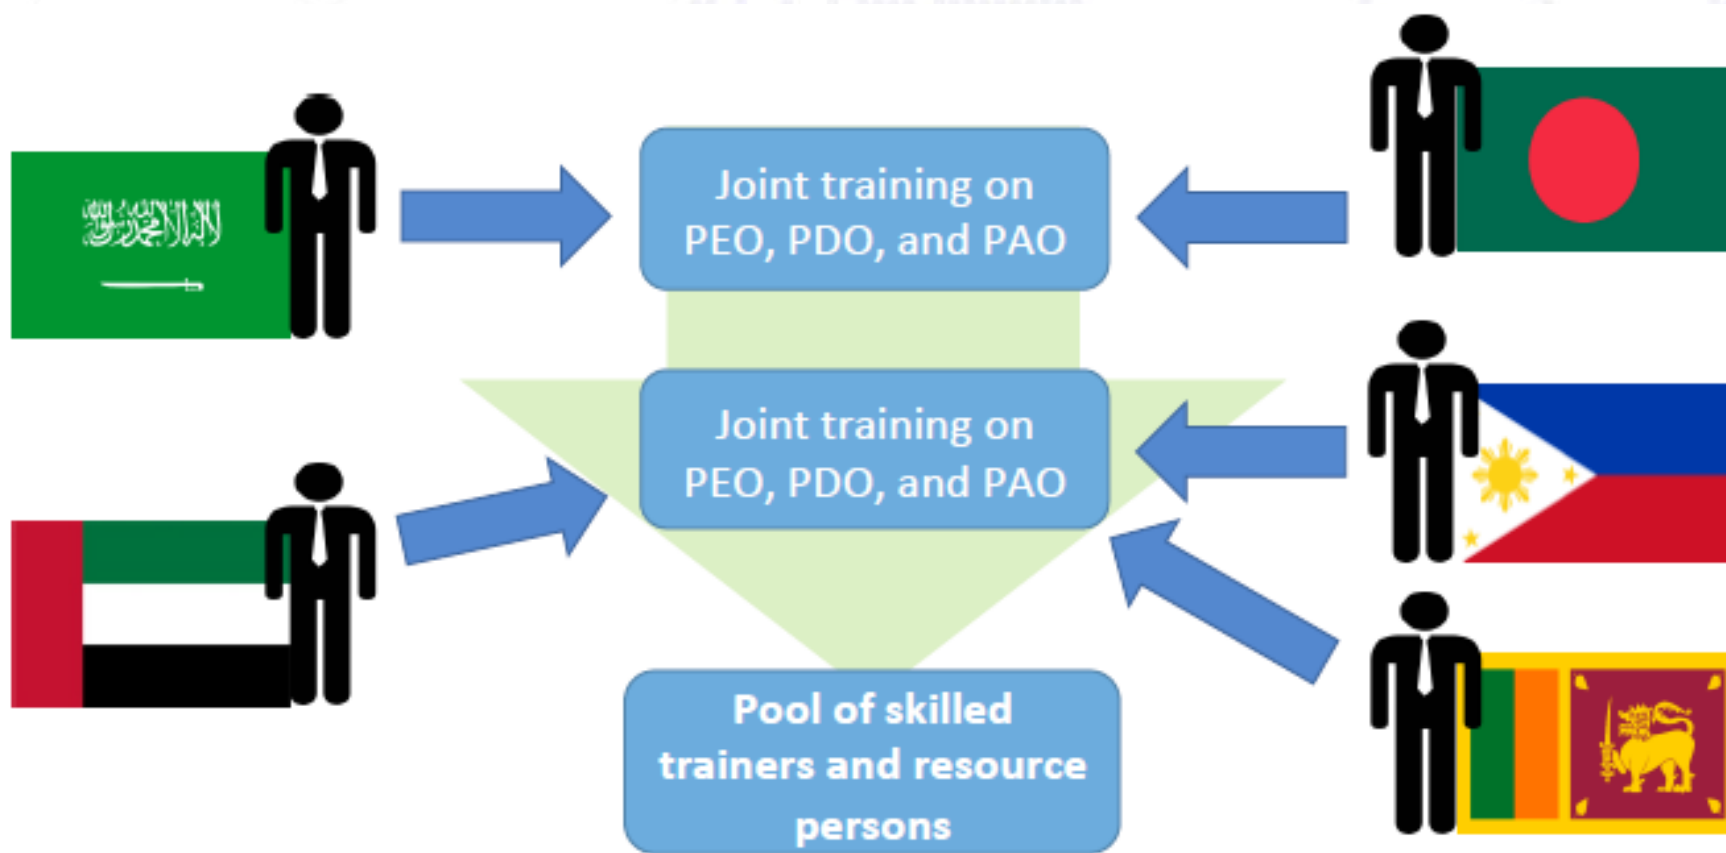 Joint training on
PEO, PDO, and PAO
Joint training on
PEO, PDO, and PAO
Pool of skilled
trainers and resource
persons